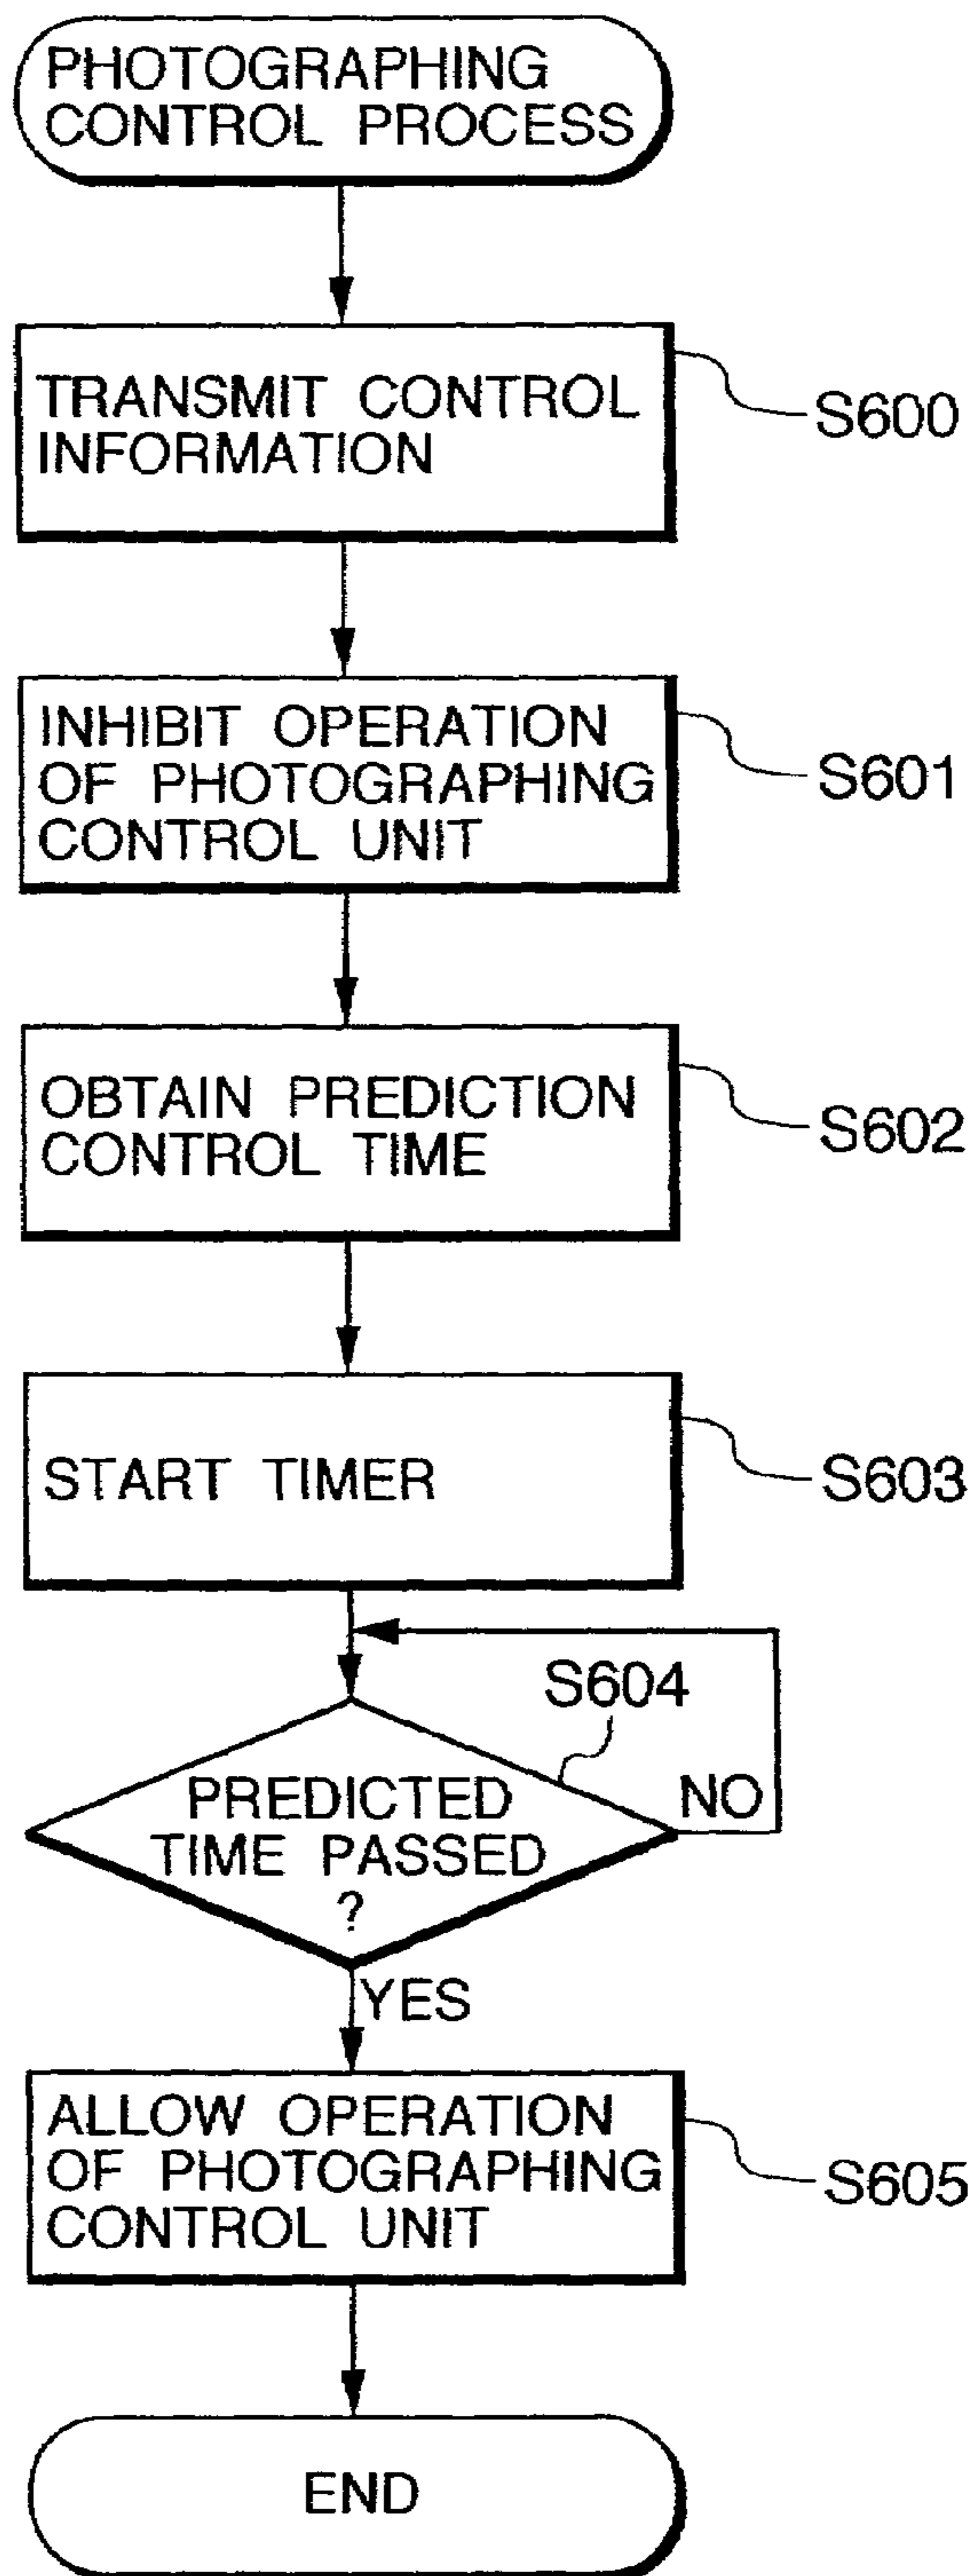 PHOTOGRAPHING
CONTROL PROCESS
TRANSMIT CONTROL
INFORMATION
S600
INHIBIT OPERATION
OF PHOTOGRAPHING
CONTROL UNIT
S601
OBTAIN PREDICTION
CONTROL TIME
S602
START TIMER
S603
S604
PREDICTED
TIME PASSED
?
NO
YES
ALLOW OPERATION
OF PHOTOGRAPHING
CONTROL UNIT
S605
END